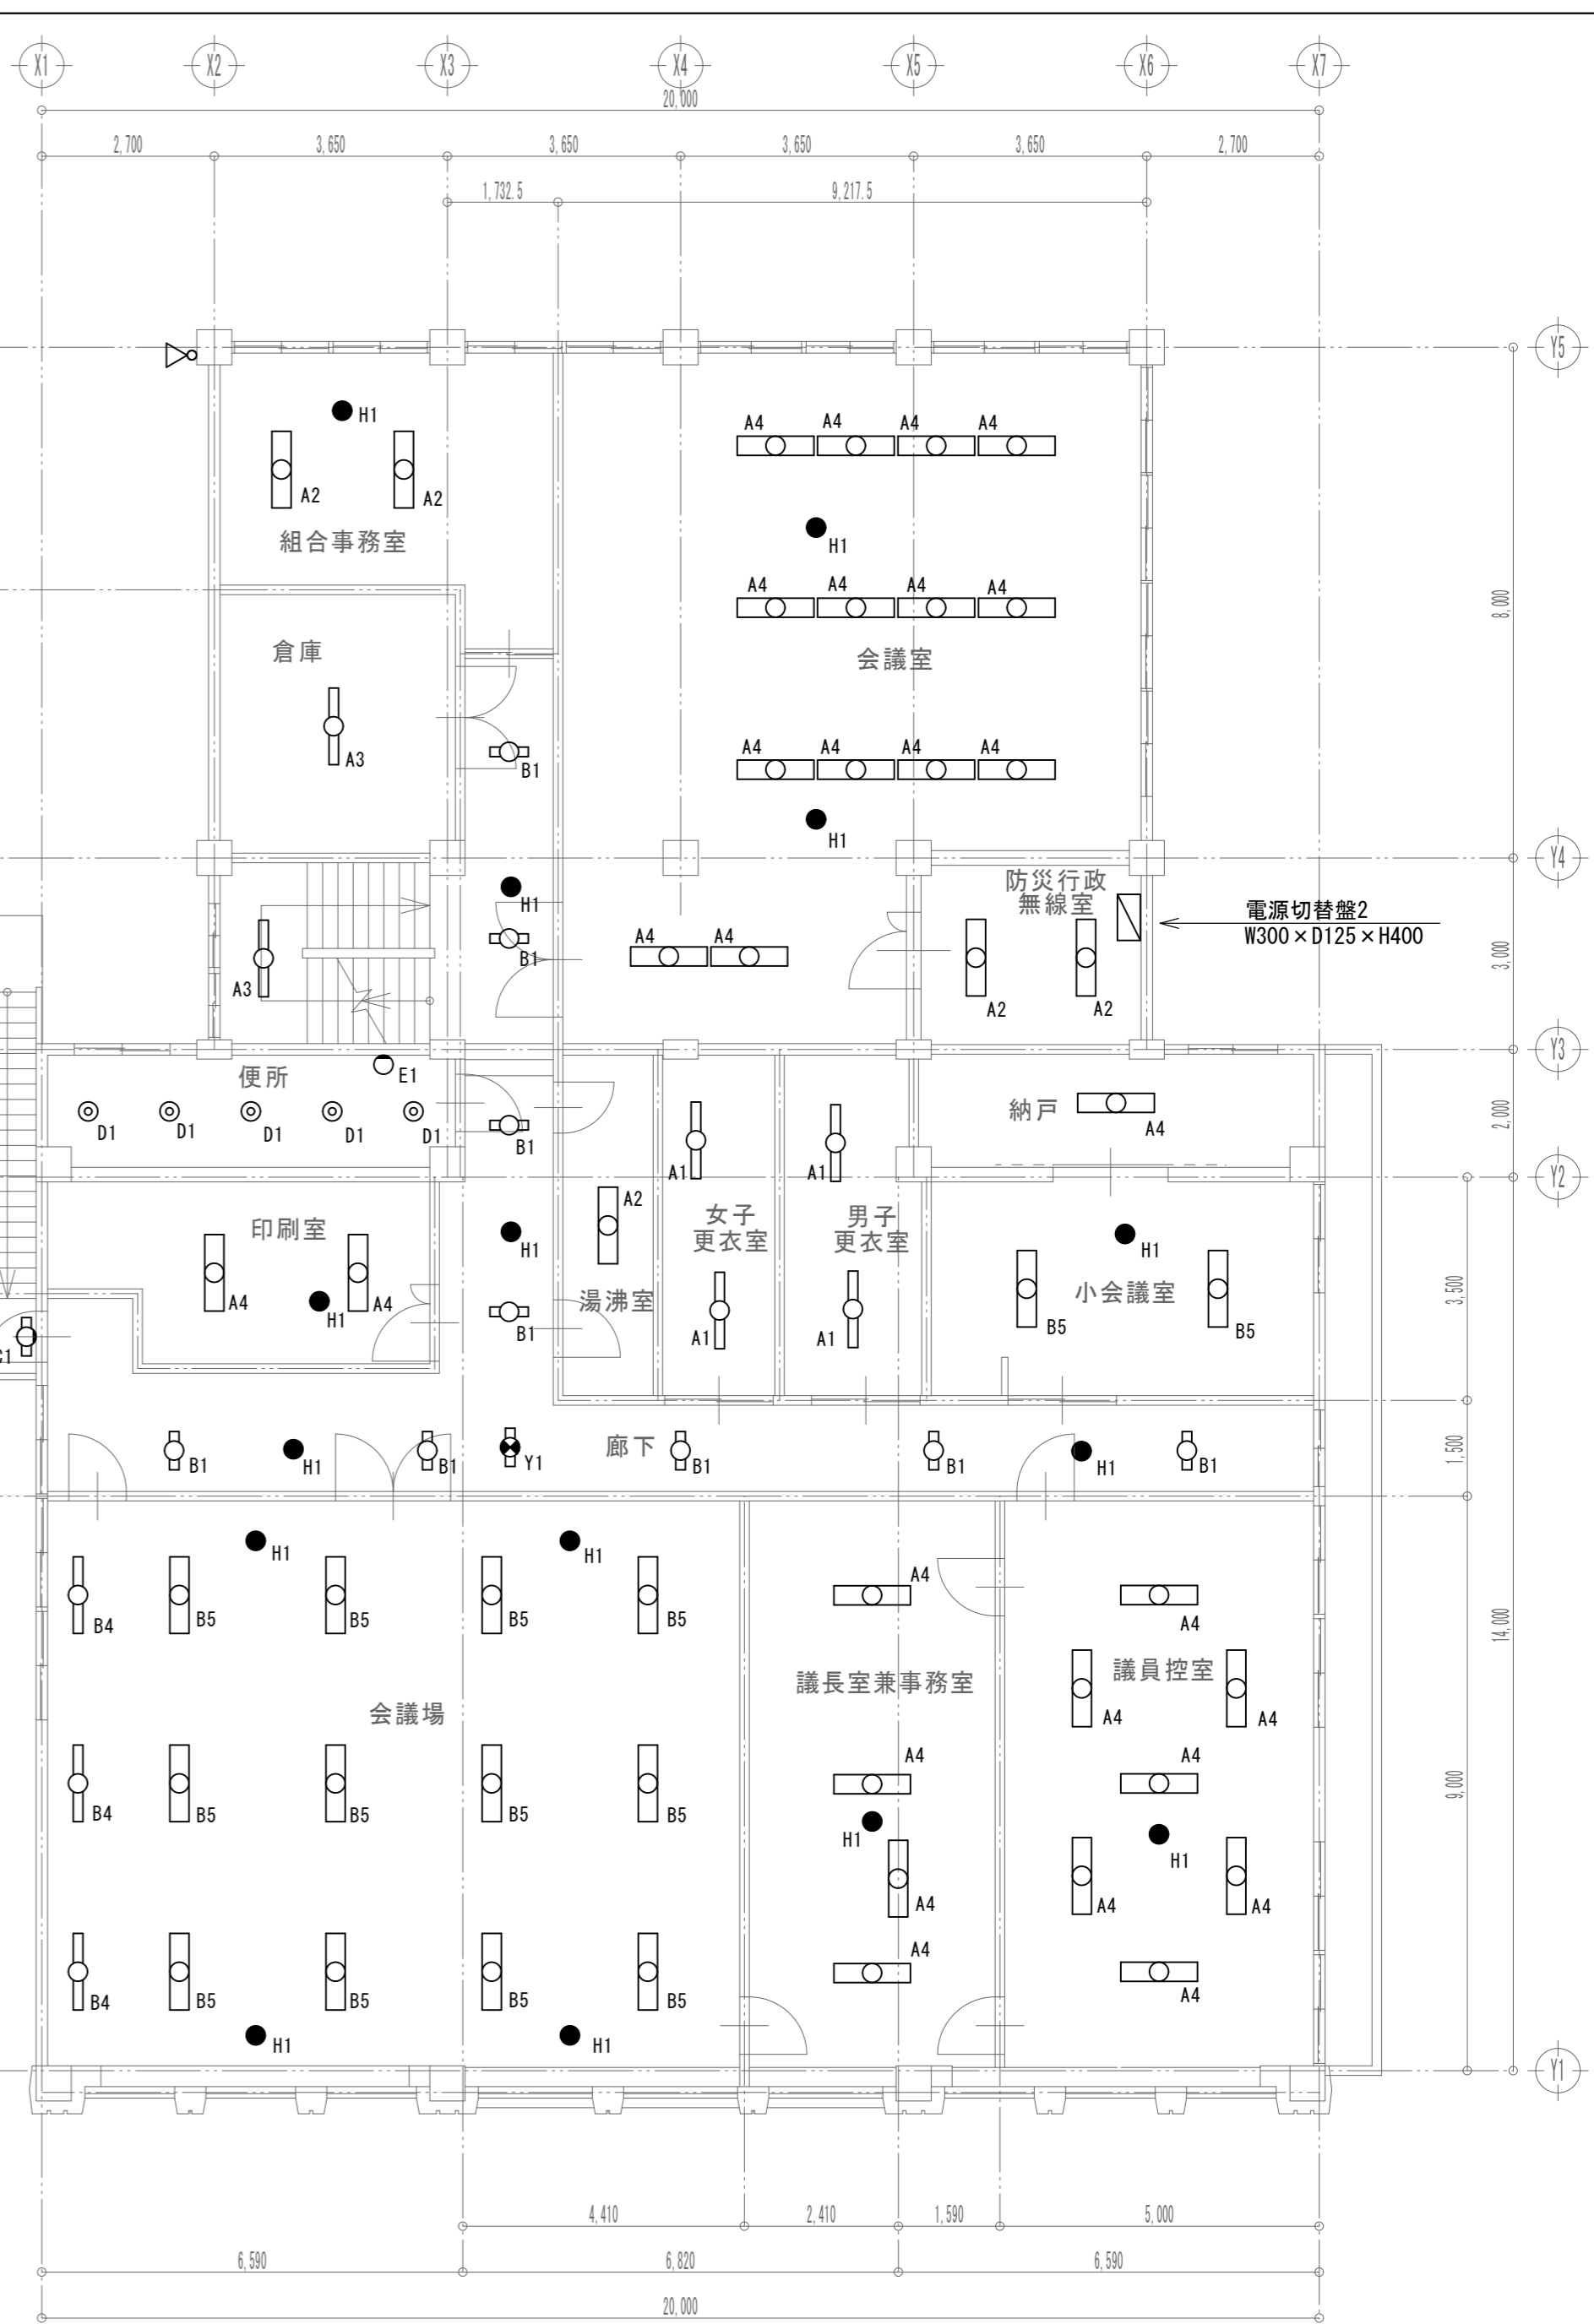 X1 X2 X3 X4 X5 X6 X7
20,000
2,700 3,650 3,650 3,650 3,650 2,700
1,732.5 9,217.5
Y5
H1
A4 A4 A4 A4
A2 A2
組合事務室
H1
A4 A4 A4 A4
8,000
倉庫
会議室
A3
B1
A4 A4 A4 A4
H1
Y4
防災行政
無線室
H1
電源切替盤2
W300×D125×H400
B1
A4 A4
3,000
A3
A2 A2
Y3
便所
E1
納戸
A4
2,000
D1 D1 D1 D1 D1
B1
A1 A1
Y2
A2
印刷室
女子
更衣室
男子
更衣室
H1
H1
小会議室
3,500
湯沸室
A4 H1 A4
B1
A1 A1
B5 B5
C1
廊下
1,500
B1 H1 B1 Y1 B1 B1 H1 B1
H1 H1
A4
B4 B5 B5 B5 B5
A4
14,000
議長室兼事務室
議員控室
会議場
A4 A4
A4 A4
9,000
B4 B5 B5 B5 B5
H1
H1
A4
A4 A4
A4
B4 B5 B5 B5 B5
A4
H1 H1
Y1
4,410 2,410 1,590 5,000
6,590 6,820 6,590
20,000